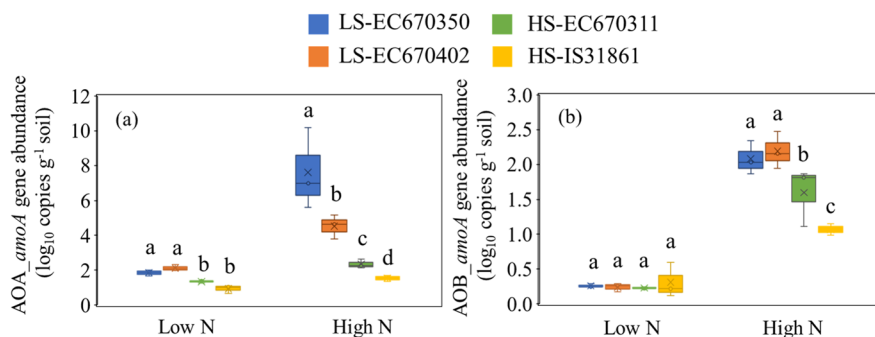 LS-EC670350 HS-EC670311
LS-EC670402 HS-IS31861
AOA_amoA gene abundance
(log10 copies g-1 soil)
12
10
8
6
4
2
0
(a)
a a b b
a
b
c
d
Low N High N
AOB_amoA gene abundance
(log10 copies g-1 soil)
3.0
2.5
2.0
1.5
1.0
0.5
0.0
(b)
a a a a
a a
b
c
Low N High N